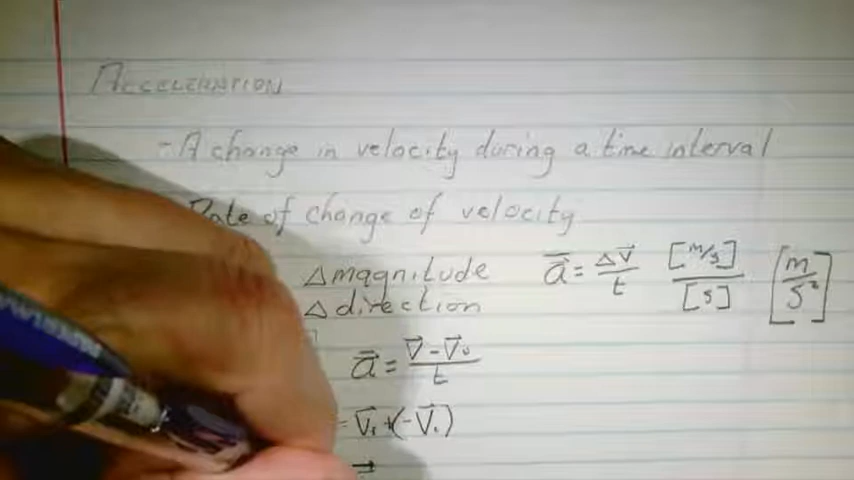 ACCELERATION
- A change in velocity during a time interval
Rate of change of velocity
Δ magnitude
Δ direction
a⃗ = Δv⃗/t [m/s]/[s] [m/s²]
a⃗ = (v⃗ - v⃗₀)/t
= v⃗₁ + (-v⃗₁)